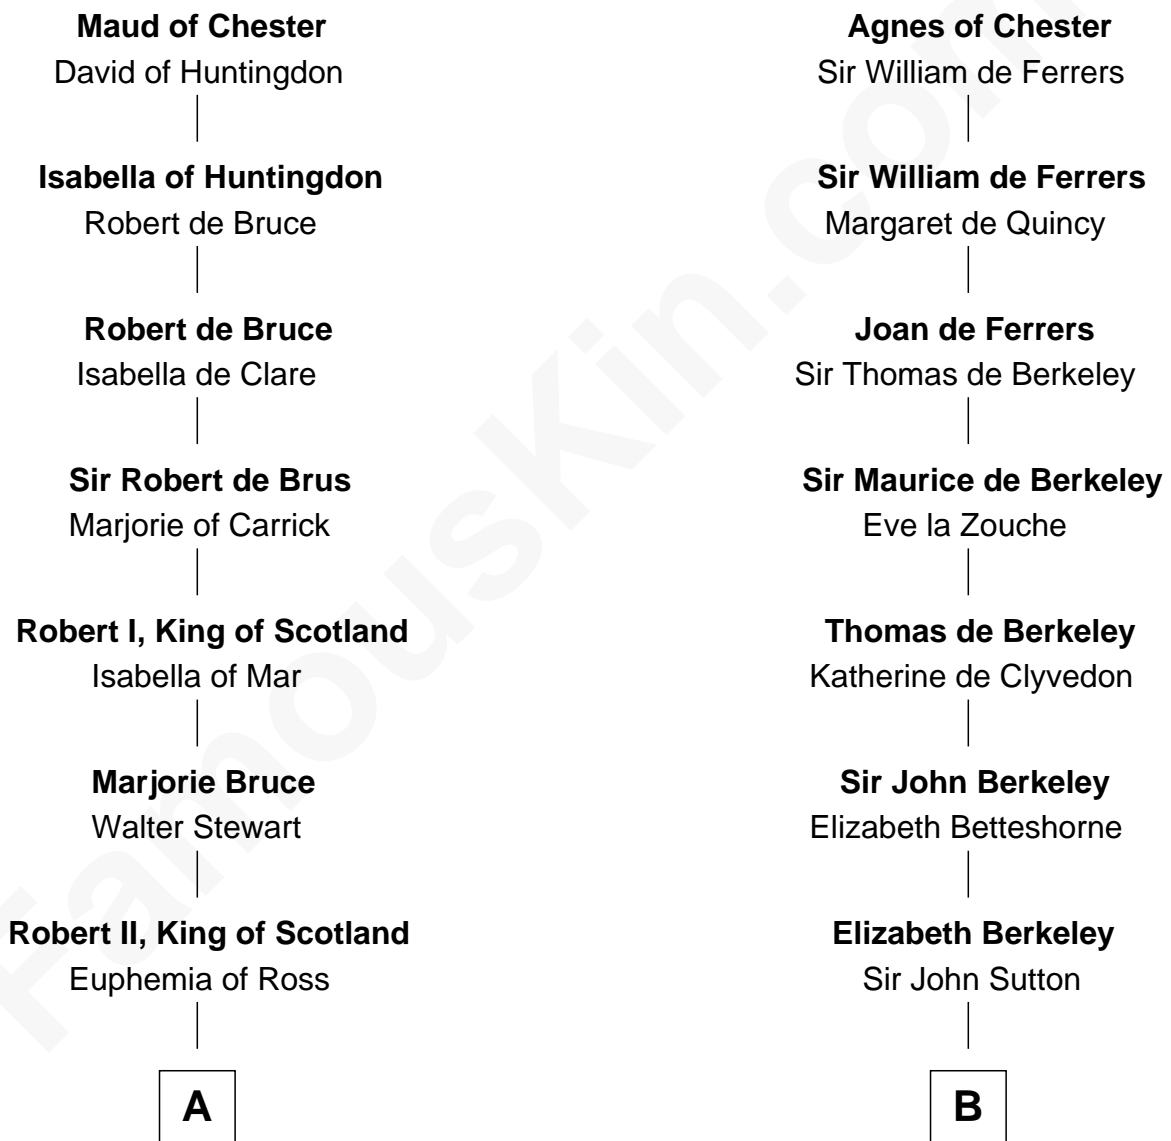 Maud of Chester
David of Huntingdon
Isabella of Huntingdon
Robert de Bruce
Robert de Bruce
Isabella de Clare
Sir Robert de Brus
Marjorie of Carrick
Robert I, King of Scotland
Isabella of Mar
Marjorie Bruce
Walter Stewart
Robert II, King of Scotland
Euphemia of Ross
A
Agnes of Chester
Sir William de Ferrers
Sir William de Ferrers
Margaret de Quincy
Joan de Ferrers
Sir Thomas de Berkeley
Sir Maurice de Berkeley
Eve la Zouche
Thomas de Berkeley
Katherine de Clyvedon
Sir John Berkeley
Elizabeth Betteshorne
Elizabeth Berkeley
Sir John Sutton
B
FamousKin.com